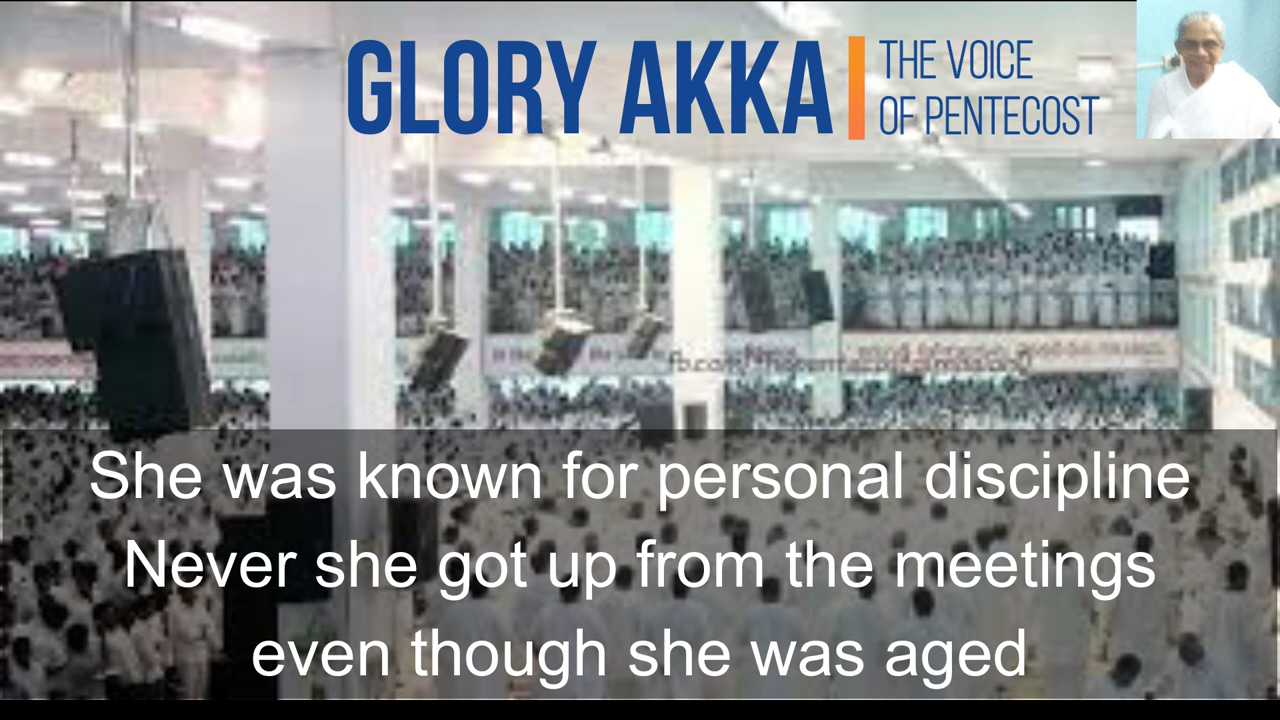 GLORY AKKA
THE VOICE
OF PENTECOST
She was known for personal discipline
Never she got up from the meetings
even though she was aged